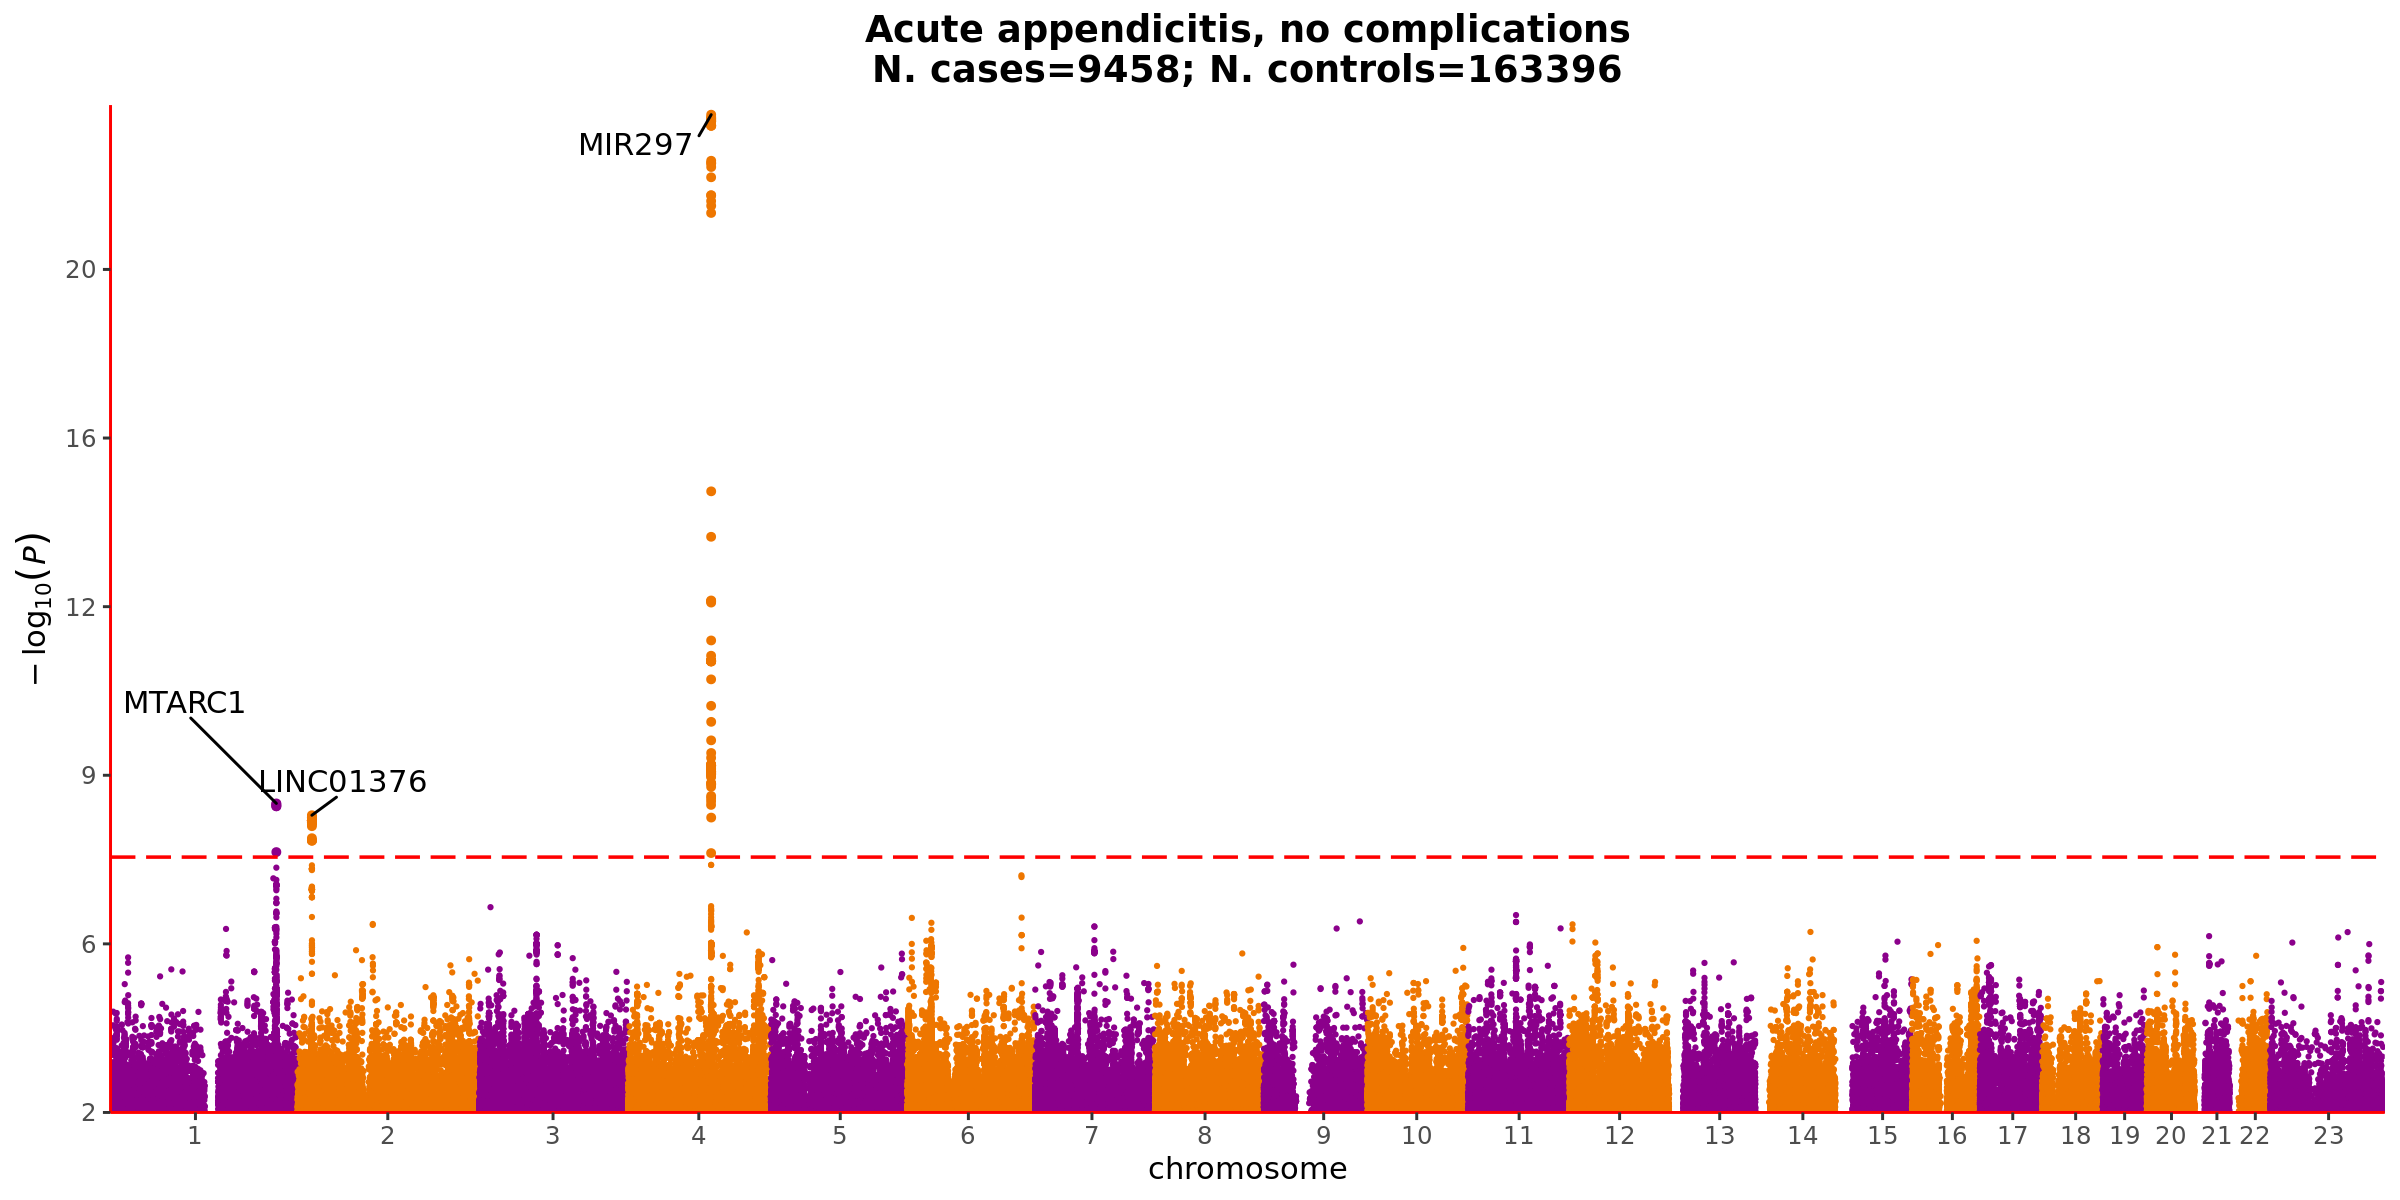 Acute appendicitis, no complications
N. cases=9458; N. controls=163396
MIR297
MTARC1
LINC01376
20
16
12
9
6
2
−log10(P)
1 2 3 4 5 6 7 8 9 10 11 12 13 14 15 16 17 18 19 20 21 22 23
chromosome